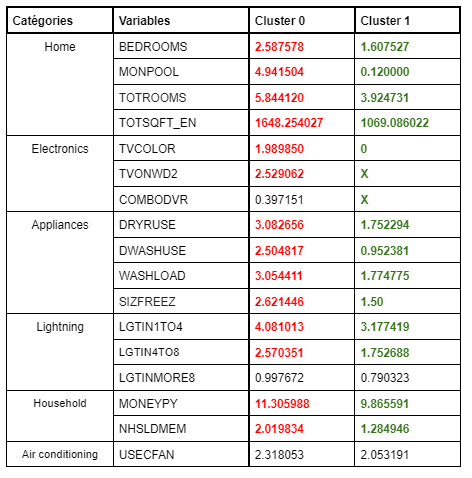 Catégories Variables Cluster 0 Cluster 1
Home BEDROOMS 2.587578 1.607527
MONPOOL 4.941504 0.120000
TOTROOMS 5.844120 3.924731
TOTSQFT_EN 1648.254027 1069.086022
Electronics TVCOLOR 1.989850 0
TVONWD2 2.529062 X
COMBODVR 0.397151 X
Appliances DRYRUSE 3.082656 1.752294
DWASHUSE 2.504817 0.952381
WASHLOAD 3.054411 1.774775
SIZFREEZ 2.621446 1.50
Lightning LGTIN1TO4 4.081013 3.177419
LGTIN4TO8 2.570351 1.752688
LGTINMORE8 0.997672 0.790323
Household MONEYPY 11.305988 9.865591
NHSLDMEM 2.019834 1.284946
Air conditioning USECFAN 2.318053 2.053191